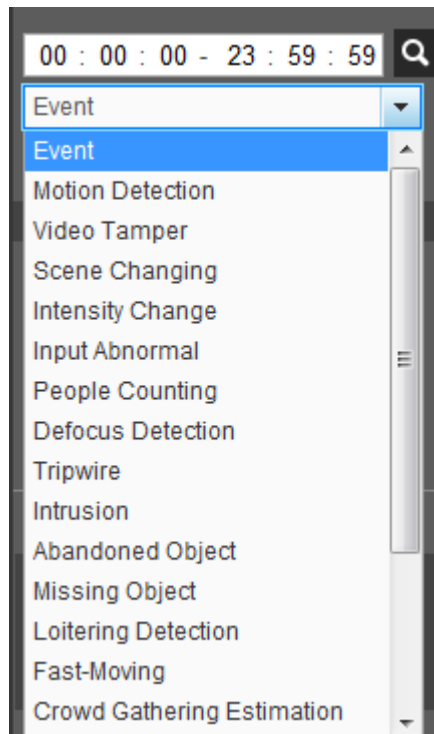 00 : 00 : 00 - 23 : 59 : 59
Event
Event
Motion Detection
Video Tamper
Scene Changing
Intensity Change
Input Abnormal
People Counting
Defocus Detection
Tripwire
Intrusion
Abandoned Object
Missing Object
Loitering Detection
Fast-Moving
Crowd Gathering Estimation